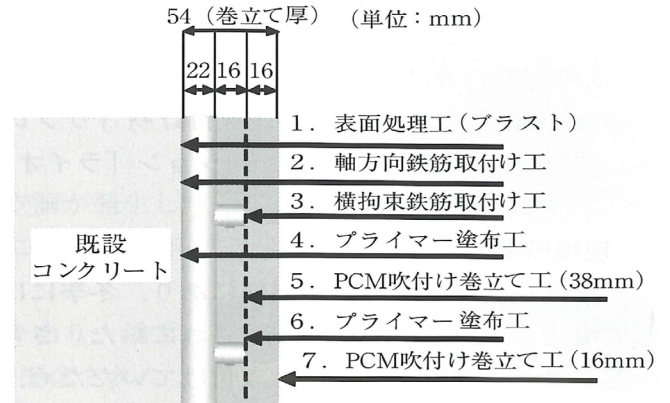 54（巻立て厚）（単位：mm）
22 16 16
1．表面処理工（ブラスト）
2．軸方向鉄筋取付け工
3．横拘束鉄筋取付け工
4．プライマー塗布工
既設
コンクリート
5．PCM吹付け巻立て工（38mm）
6．プライマー塗布工
7．PCM吹付け巻立て工（16mm）